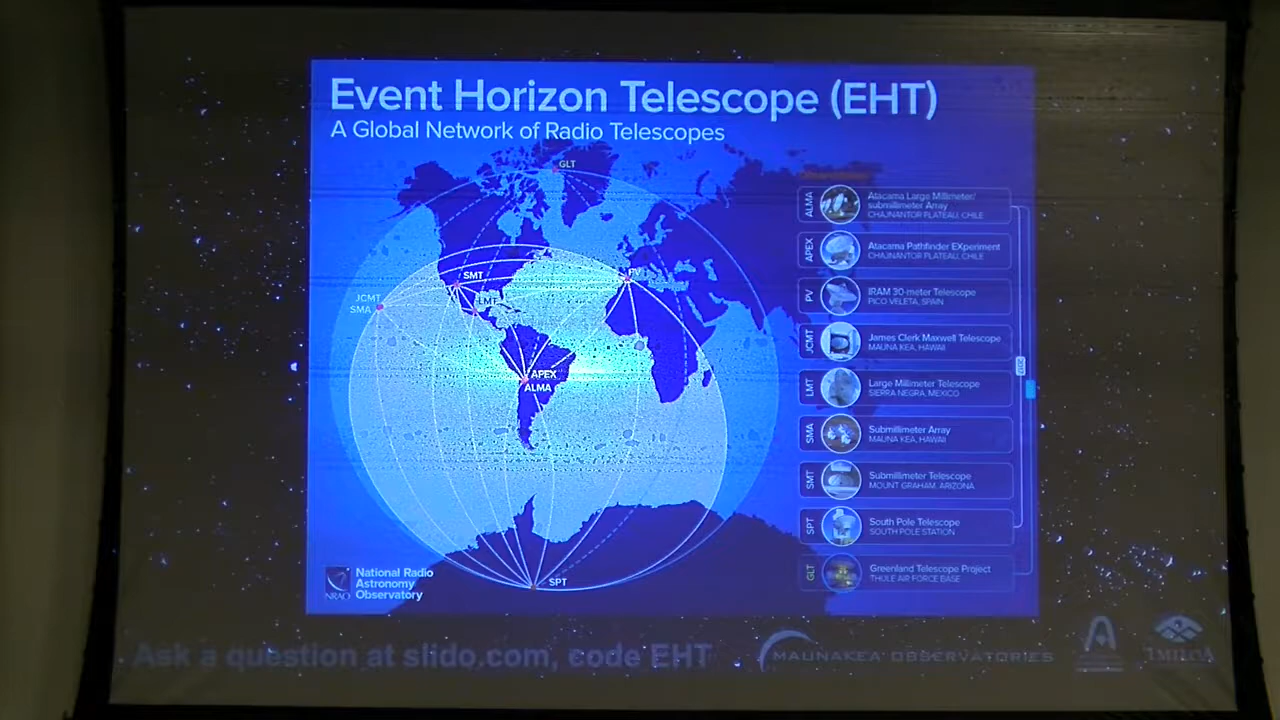 Event Horizon Telescope (EHT)
A Global Network of Radio Telescopes
GLT
SMT
PV
JCMT
SMA
LMT
APEX
ALMA
SPT
ALMA
Atacama Large Millimeter/
submillimeter Array
CHAJNANTOR PLATEAU, CHILE
APEX
Atacama Pathfinder EXperiment
CHAJNANTOR PLATEAU, CHILE
PV
IRAM 30-meter Telescope
PICO VELETA, SPAIN
JCMT
James Clerk Maxwell Telescope
MAUNA KEA, HAWAII
LMT
Large Millimeter Telescope
SIERRA NEGRA, MEXICO
SMA
Submillimeter Array
MAUNA KEA, HAWAII
SMT
Submillimeter Telescope
MOUNT GRAHAM, ARIZONA
SPT
South Pole Telescope
SOUTH POLE STATION
GLT
Greenland Telescope Project
THULE AIR FORCE BASE
NRAO
National Radio
Astronomy
Observatory
Ask a question at slido.com, code EHT
MAUNAKEA OBSERVATORIES
'IMILOA